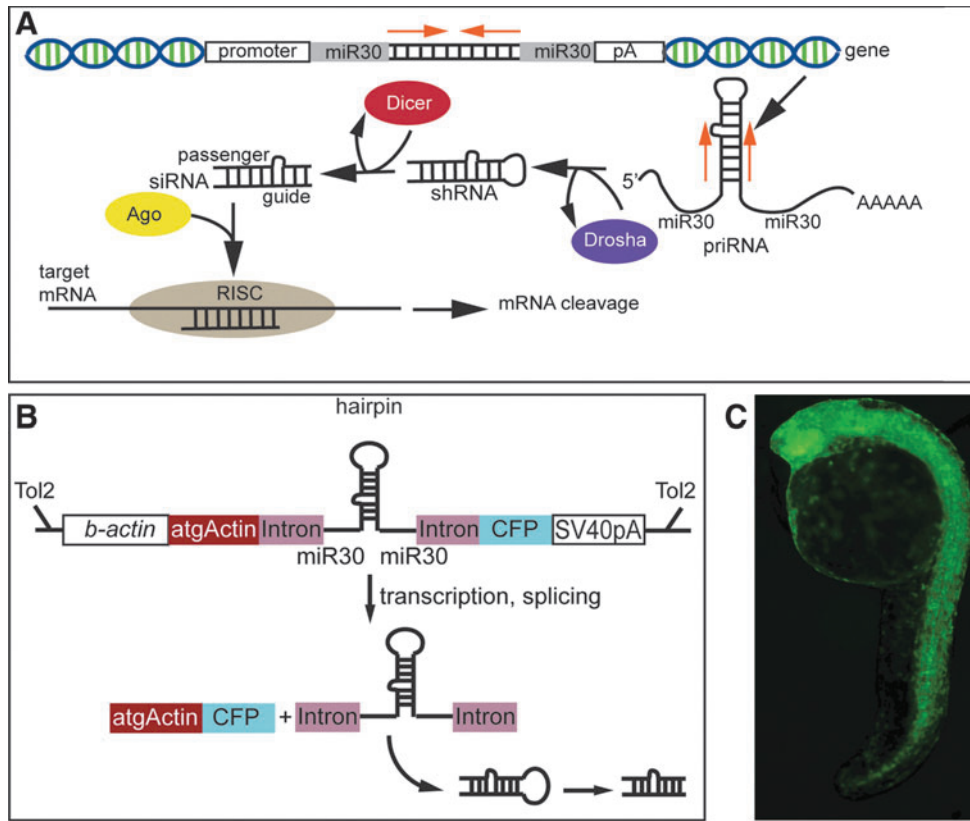 A
promoter
miR30
miR30
pA
gene
Dicer
passenger
siRNA
guide
shRNA
5’
miR30
miR30
AAAAA
priRNA
Ago
Drosha
target
mRNA
RISC
mRNA cleavage
B
hairpin
Tol2
Tol2
b-actin
atgActin
Intron
Intron
CFP
SV40pA
miR30
miR30
transcription, splicing
atgActin
CFP
+
Intron
Intron
C